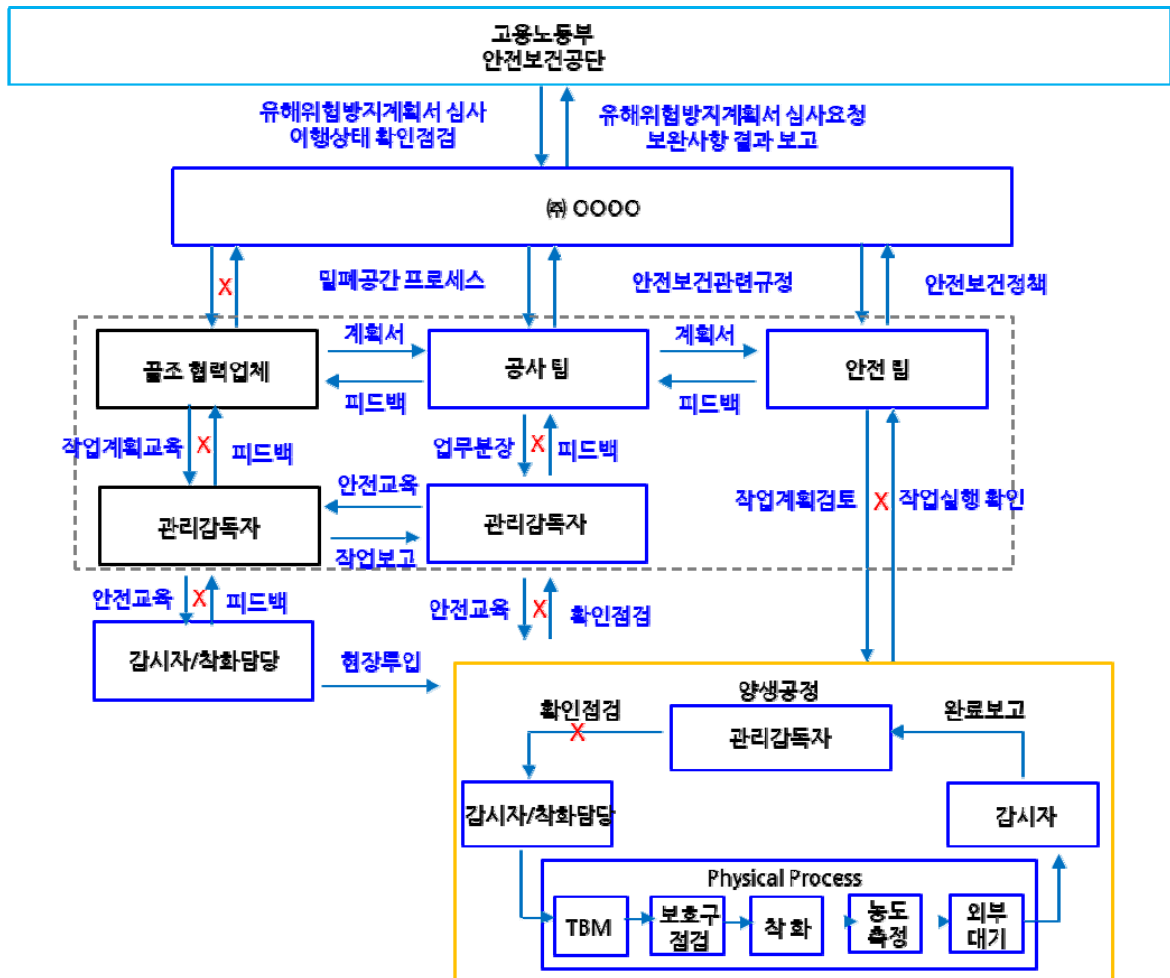 고용노동부
안전보건공단
유해위험방지계획서 심사
이행상태 확인점검
유해위험방지계획서 심사요청
보완사항 결과 보고
㈜ OOOO
X
밀폐공간 프로세스
안전보건관련규정
안전보건정책
골조 협력업체
계획서
피드백
공사 팀
계획서
피드백
안전 팀
작업계획교육
X
피드백
업무분장
X
피드백
작업계획검토
X
작업실행 확인
관리감독자
안전교육
작업보고
관리감독자
안전교육
X
피드백
안전교육
X
확인점검
감시자/착화담당
현장투입
양생공정
확인점검
X
관리감독자
완료보고
감시자/착화담당
감시자
Physical Process
TBM
보호구
점검
착 화
농도
측정
외부
대기